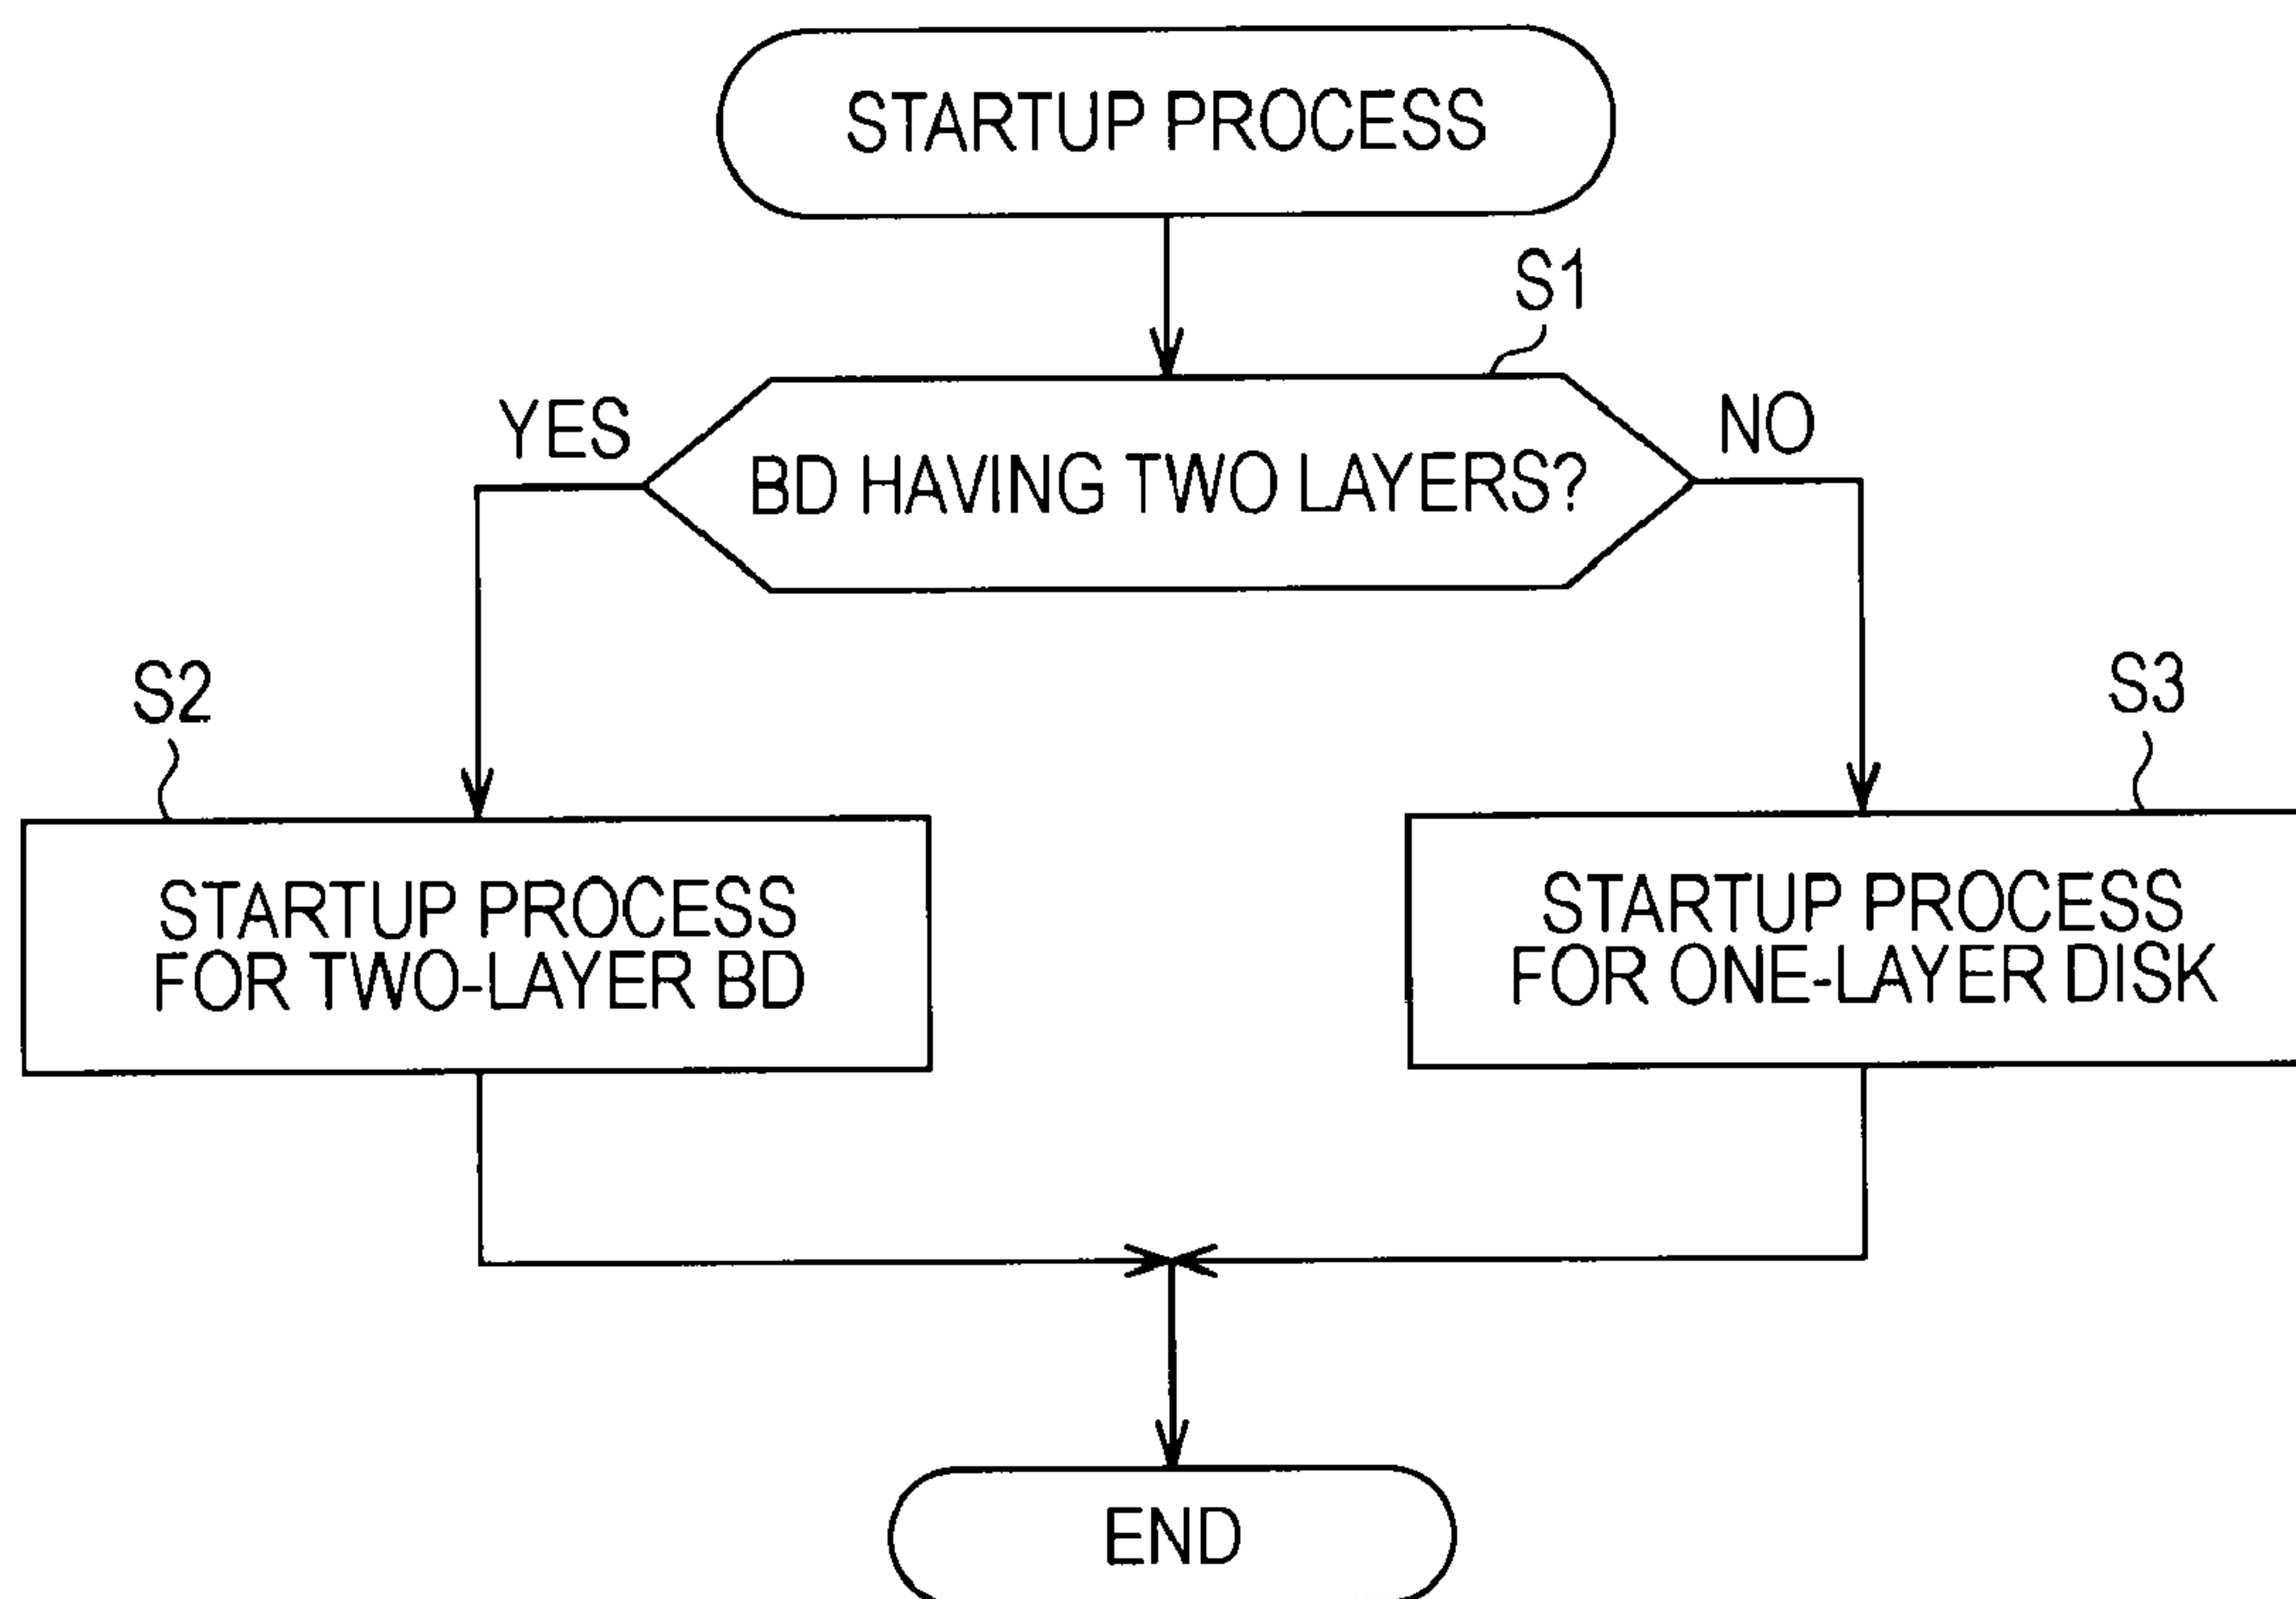 STARTUP PROCESS
S1
YES
BD HAVING TWO LAYERS?
NO
S2
STARTUP PROCESS
FOR TWO-LAYER BD
S3
STARTUP PROCESS
FOR ONE-LAYER DISK
END